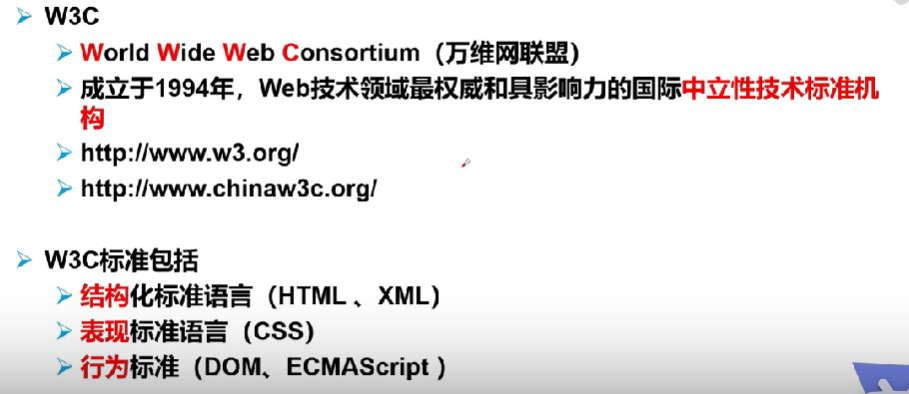 W3C
World Wide Web Consortium（万维网联盟）
成立于1994年，Web技术领域最权威和具影响力的国际中立性技术标准机
构
http://www.w3.org/
http://www.chinaw3c.org/
W3C标准包括
结构化标准语言（HTML 、XML）
表现标准语言（CSS）
行为标准（DOM、ECMAScript ）